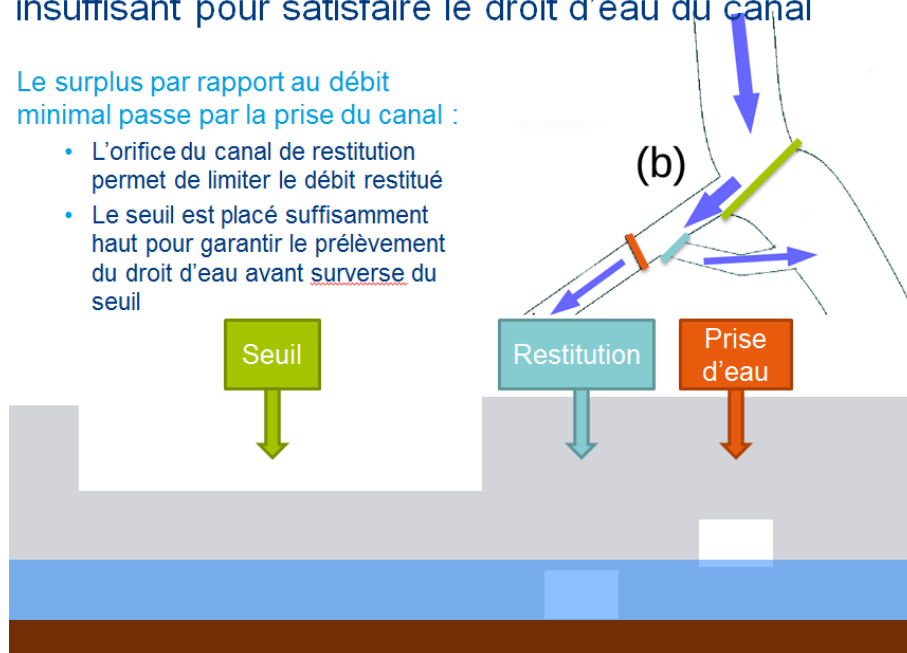 insuffisant pour satisfaire le droit d'eau du canal
Le surplus par rapport au débit
minimal passe par la prise du canal :
• L'orifice du canal de restitution
permet de limiter le débit restitué
• Le seuil est placé suffisamment
haut pour garantir le prélèvement
du droit d'eau avant surverse du
seuil
(b)
Seuil
Restitution
Prise
d'eau